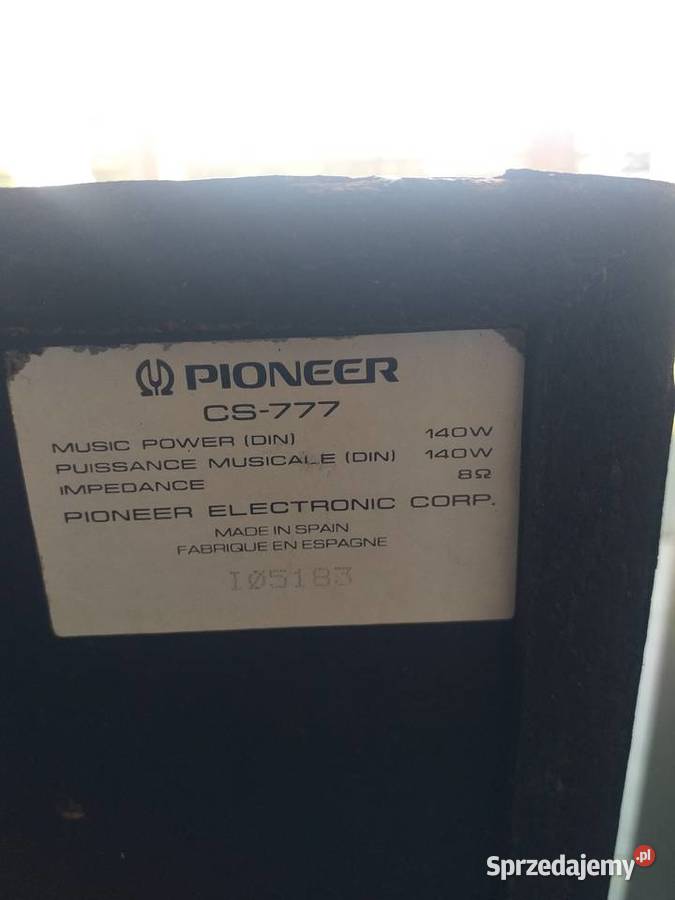 PIONEER
CS-777
MUSIC POWER (DIN) 140W
PUISSANCE MUSICALE (DIN) 140W
IMPEDANCE 8Ω
PIONEER ELECTRONIC CORP.
MADE IN SPAIN
FABRIQUE EN ESPAGNE
IØ5183
Sprzedajemy.pl